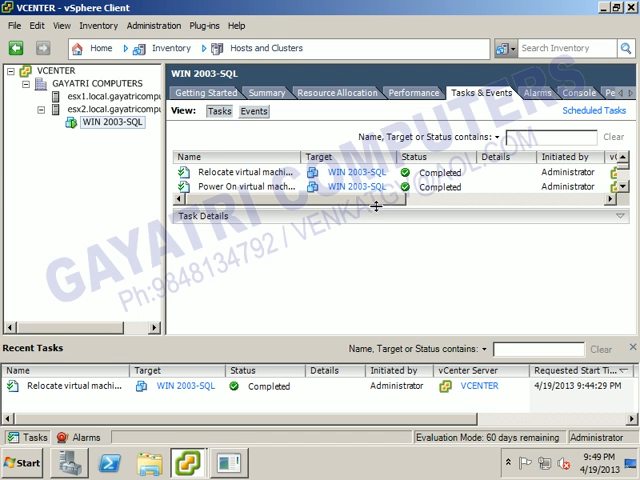 VCENTER - vSphere Client
File Edit View Inventory Administration Plug-ins Help
Home Inventory Hosts and Clusters Search Inventory
VCENTER
GAYATRI COMPUTERS
esx1.local.gayatricompu
esx2.local.gayatricompu
WIN 2003-SQL
WIN 2003-SQL
Getting Started Summary Resource Allocation Performance Tasks & Events Alarms Console Pe
View: Tasks Events Scheduled Tasks
Name, Target or Status contains: Clear
Name Target Status Details Initiated by vC
Relocate virtual machi... WIN 2003-SQL Completed Administrator
Power On virtual machi... WIN 2003-SQL Completed Administrator
Task Details
GAYATRI COMPUTERS
Ph:9848134792 / VENKATGY@AOL.COM
Recent Tasks Name, Target or Status contains: Clear
Name Target Status Details Initiated by vCenter Server Requested Start Ti...
Relocate virtual machi... WIN 2003-SQL Completed Administrator VCENTER 4/19/2013 9:44:29 PM
Tasks Alarms Evaluation Mode: 60 days remaining Administrator
Start 9:49 PM
4/19/2013